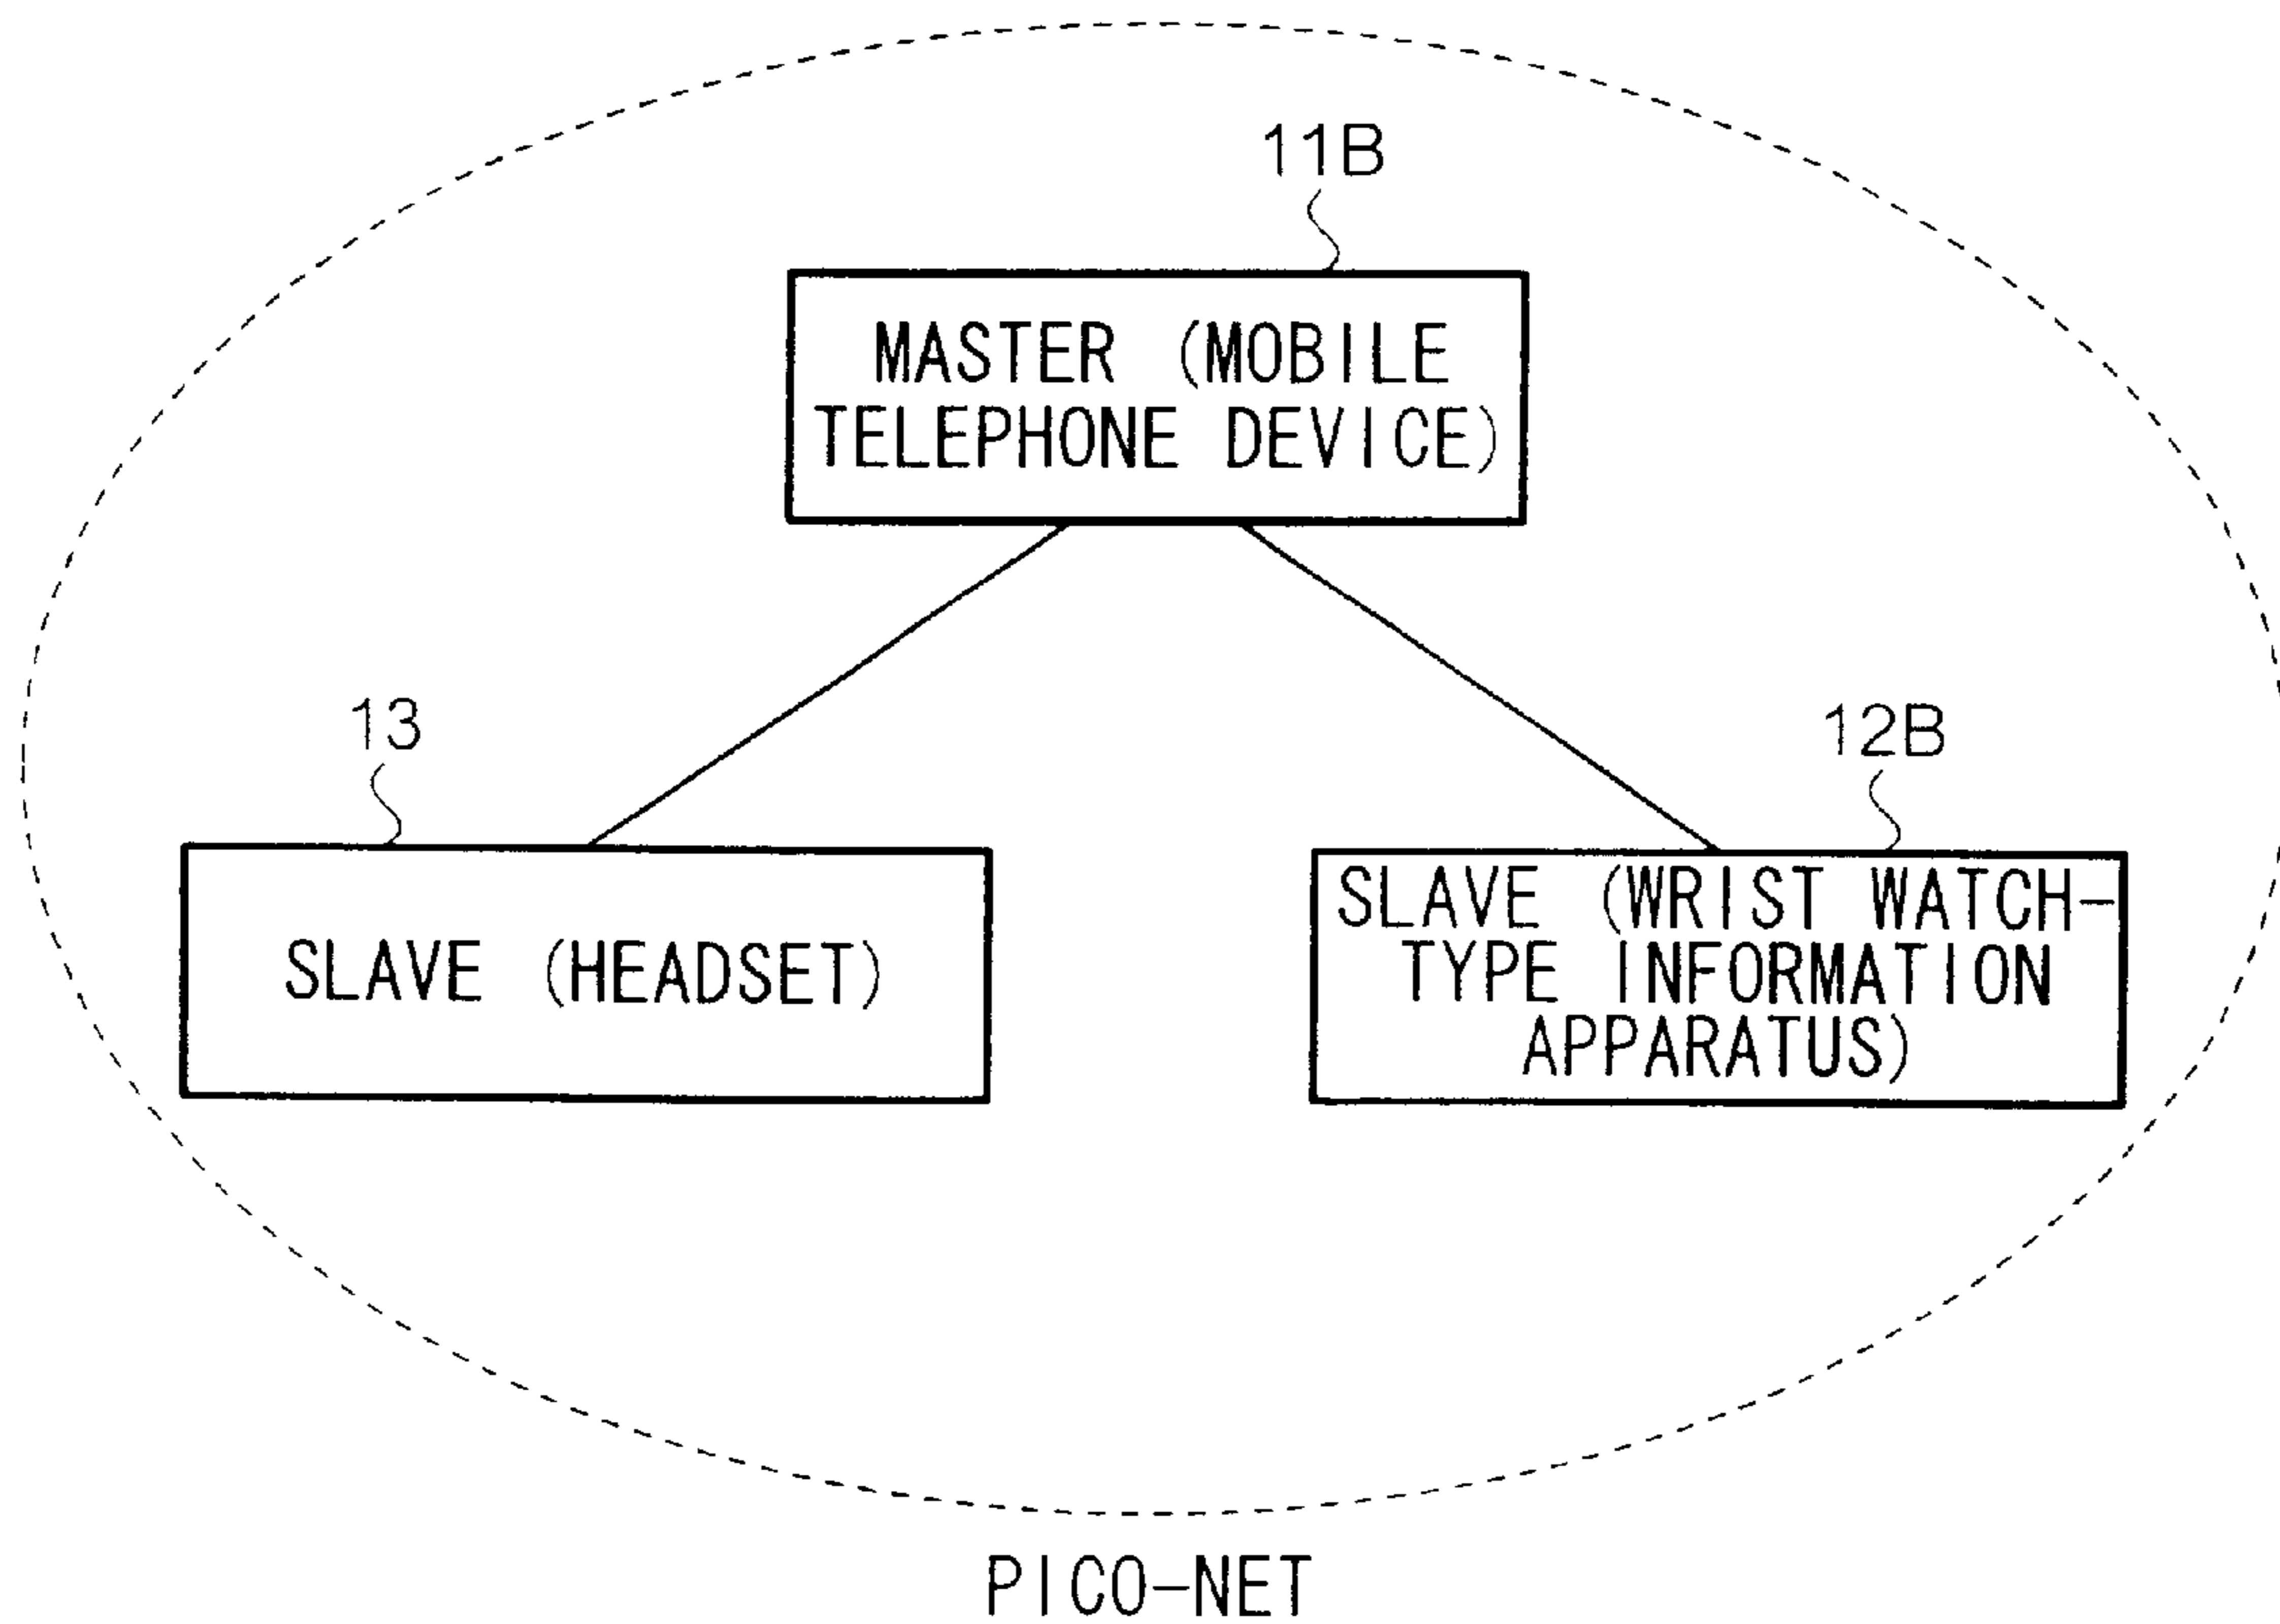 11B
MASTER (MOBILE
TELEPHONE DEVICE)
13
12B
SLAVE (HEADSET)
SLAVE (WRIST WATCH-
TYPE INFORMATION
APPARATUS)
PICO-NET